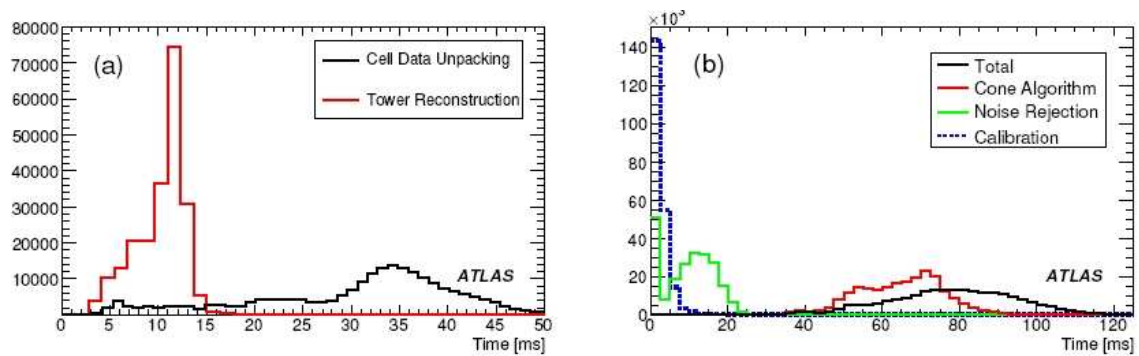 (a)
Cell Data Unpacking
Tower Reconstruction
80000
70000
60000
50000
40000
30000
20000
10000
ATLAS
0 5 10 15 20 25 30 35 40 45 50
Time [ms]
×10⁻³
(b)
Total
Cone Algorithm
Noise Rejection
Calibration
140
120
100
80
60
40
20
0
ATLAS
0 20 40 60 80 100 120
Time [ms]